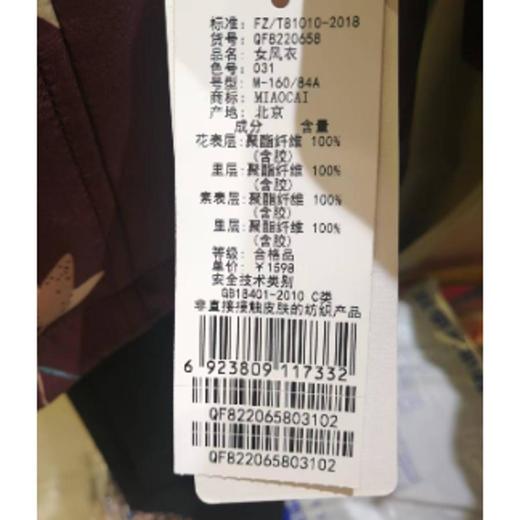 标准: FZ/T81010-2018
货号: QF8220658
品名: 女风衣
色号: 031
号型: M-160/84A
商标: MIAOCAI
产地: 北京
成分 含量
花表层:聚酯纤维 100%
(含胶)
里层:聚酯纤维 100%
(含胶)
素表层:聚酯纤维 100%
(含胶)
里层:聚酯纤维 100%
(含胶)
等级: 合格品
单价: ￥1598
安全技术类别
GB18401-2010 C类
非直接接触皮肤的纺织产品
6 923809 117332
QF822065803102
QF822065803102